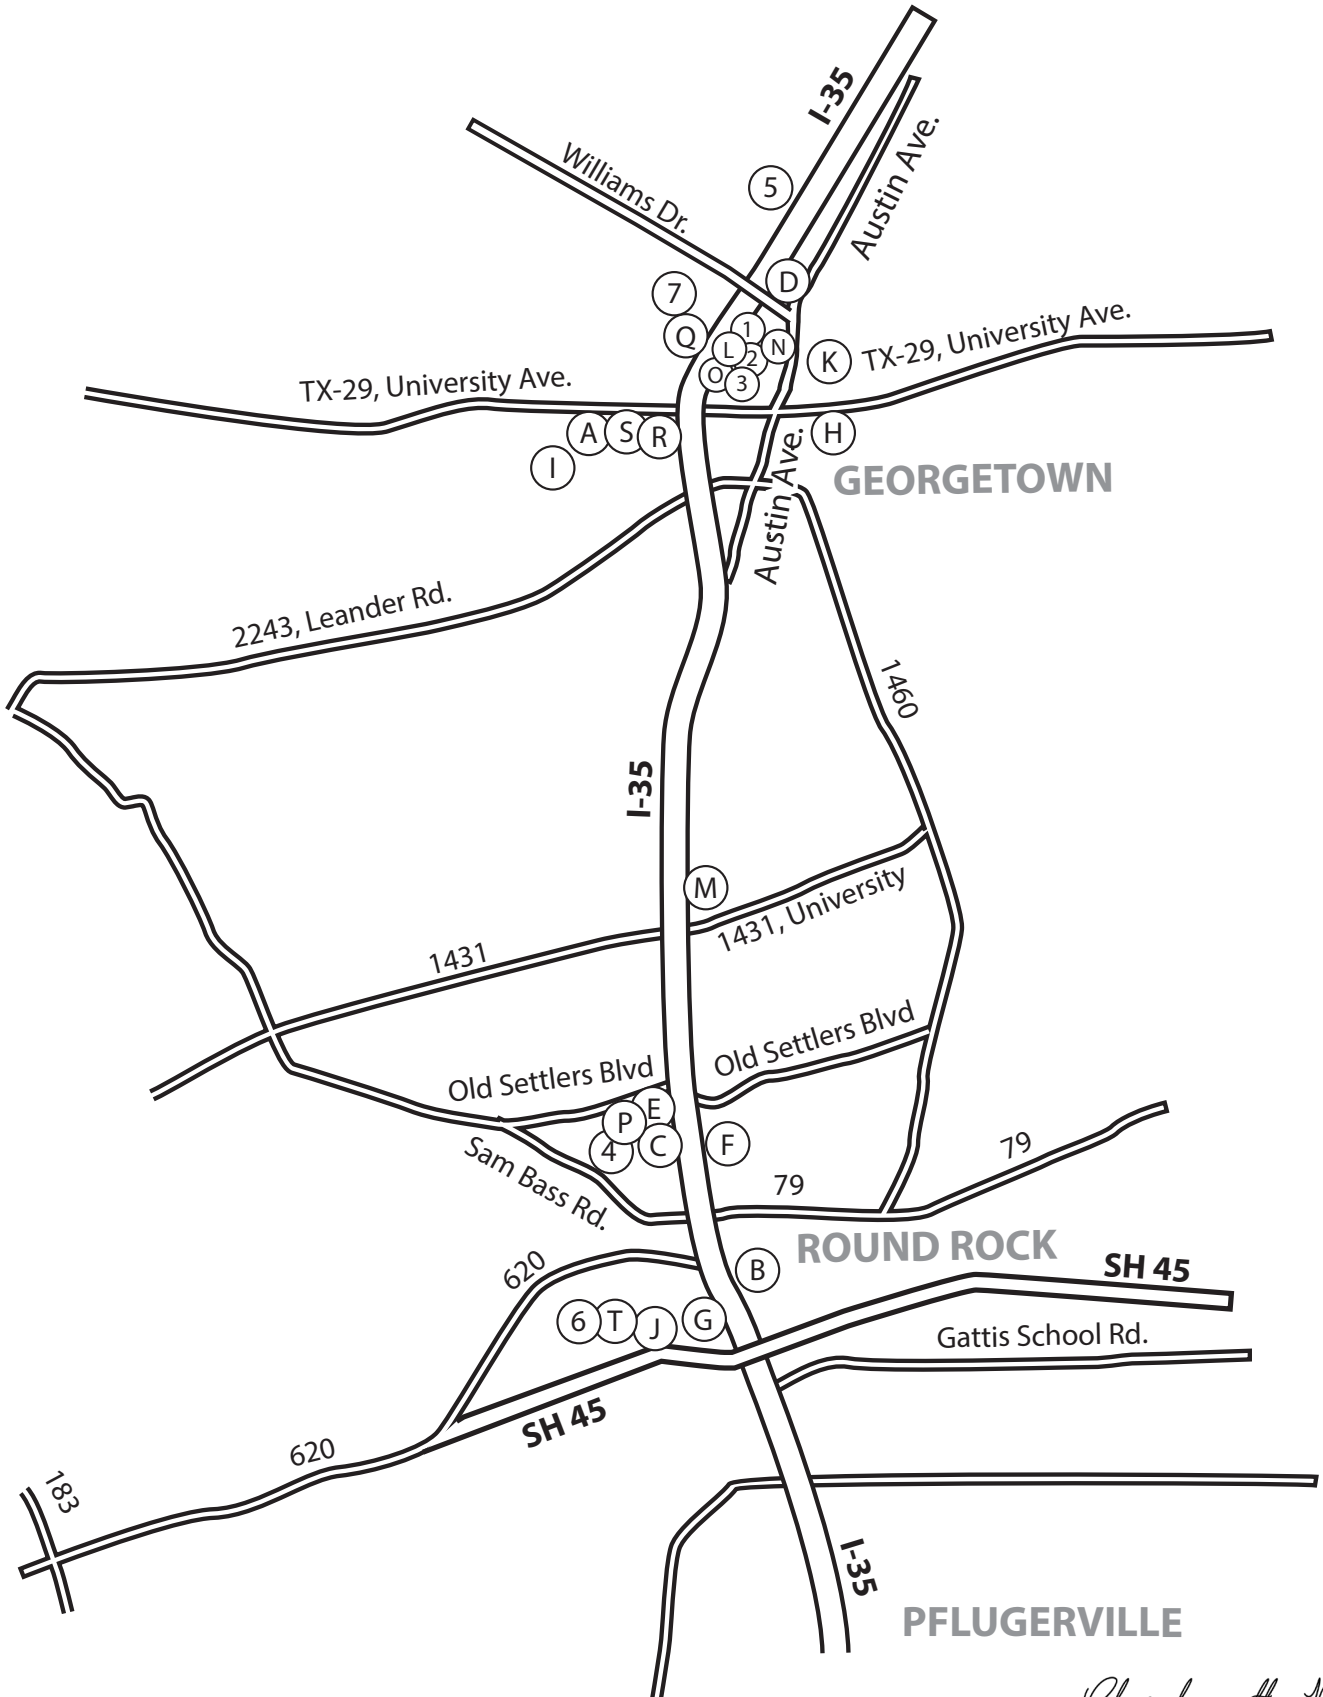 I-35
Austin Ave.
Williams Dr.
5
D
7
Q
1
L
2
N
O
3
K
TX-29, University Ave.
TX-29, University Ave.
A
S
R
H
I
GEORGETOWN
Austin Ave.
2243, Leander Rd.
1460
I-35
M
1431, University
1431
Old Settlers Blvd
Old Settlers Blvd
E
P
4
C
F
Sam Bass Rd.
79
79
ROUND ROCK
620
B
SH 45
6
T
J
G
Gattis School Rd.
SH 45
620
183
I-35
PFLUGERVILLE